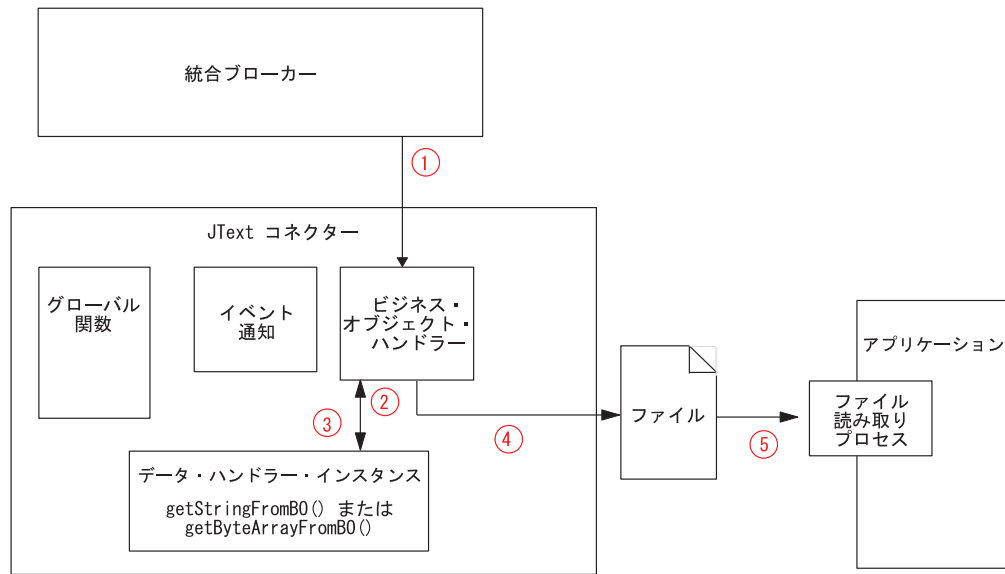 統合ブローカー
①
JText コネクター
グローバル
関数
イベント
通知
ビジネス・
オブジェクト・
ハンドラー
②
③
データ・ハンドラー・インスタンス
getStringFromBO() または
getByteArrayFromBO()
④
ファイル
⑤
アプリケーション
ファイル
読み取り
プロセス